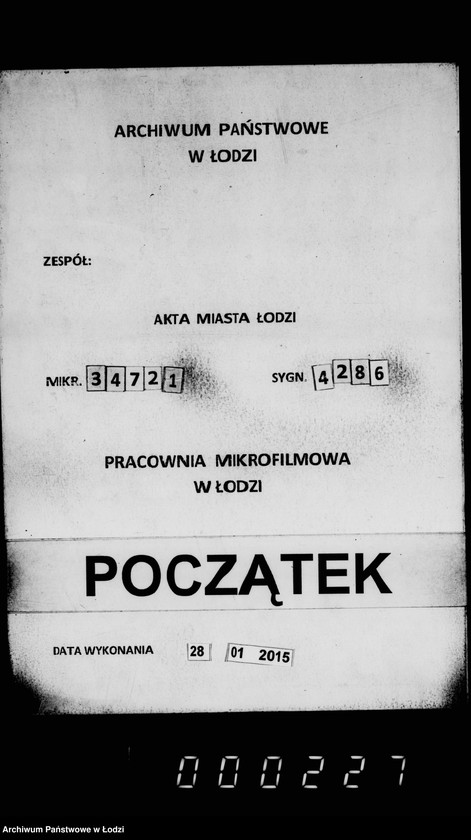 ARCHIWUM PAŃSTWOWE
W ŁODZI
ZESPÓŁ:
AKTA MIASTA ŁODZI
MIKR. 34721 SYGN. 4286
PRACOWNIA MIKROFILMOWA
W ŁODZI
POCZĄTEK
DATA WYKONANIA 28 01 2015
000227
Archiwum Państwowe w Łodzi